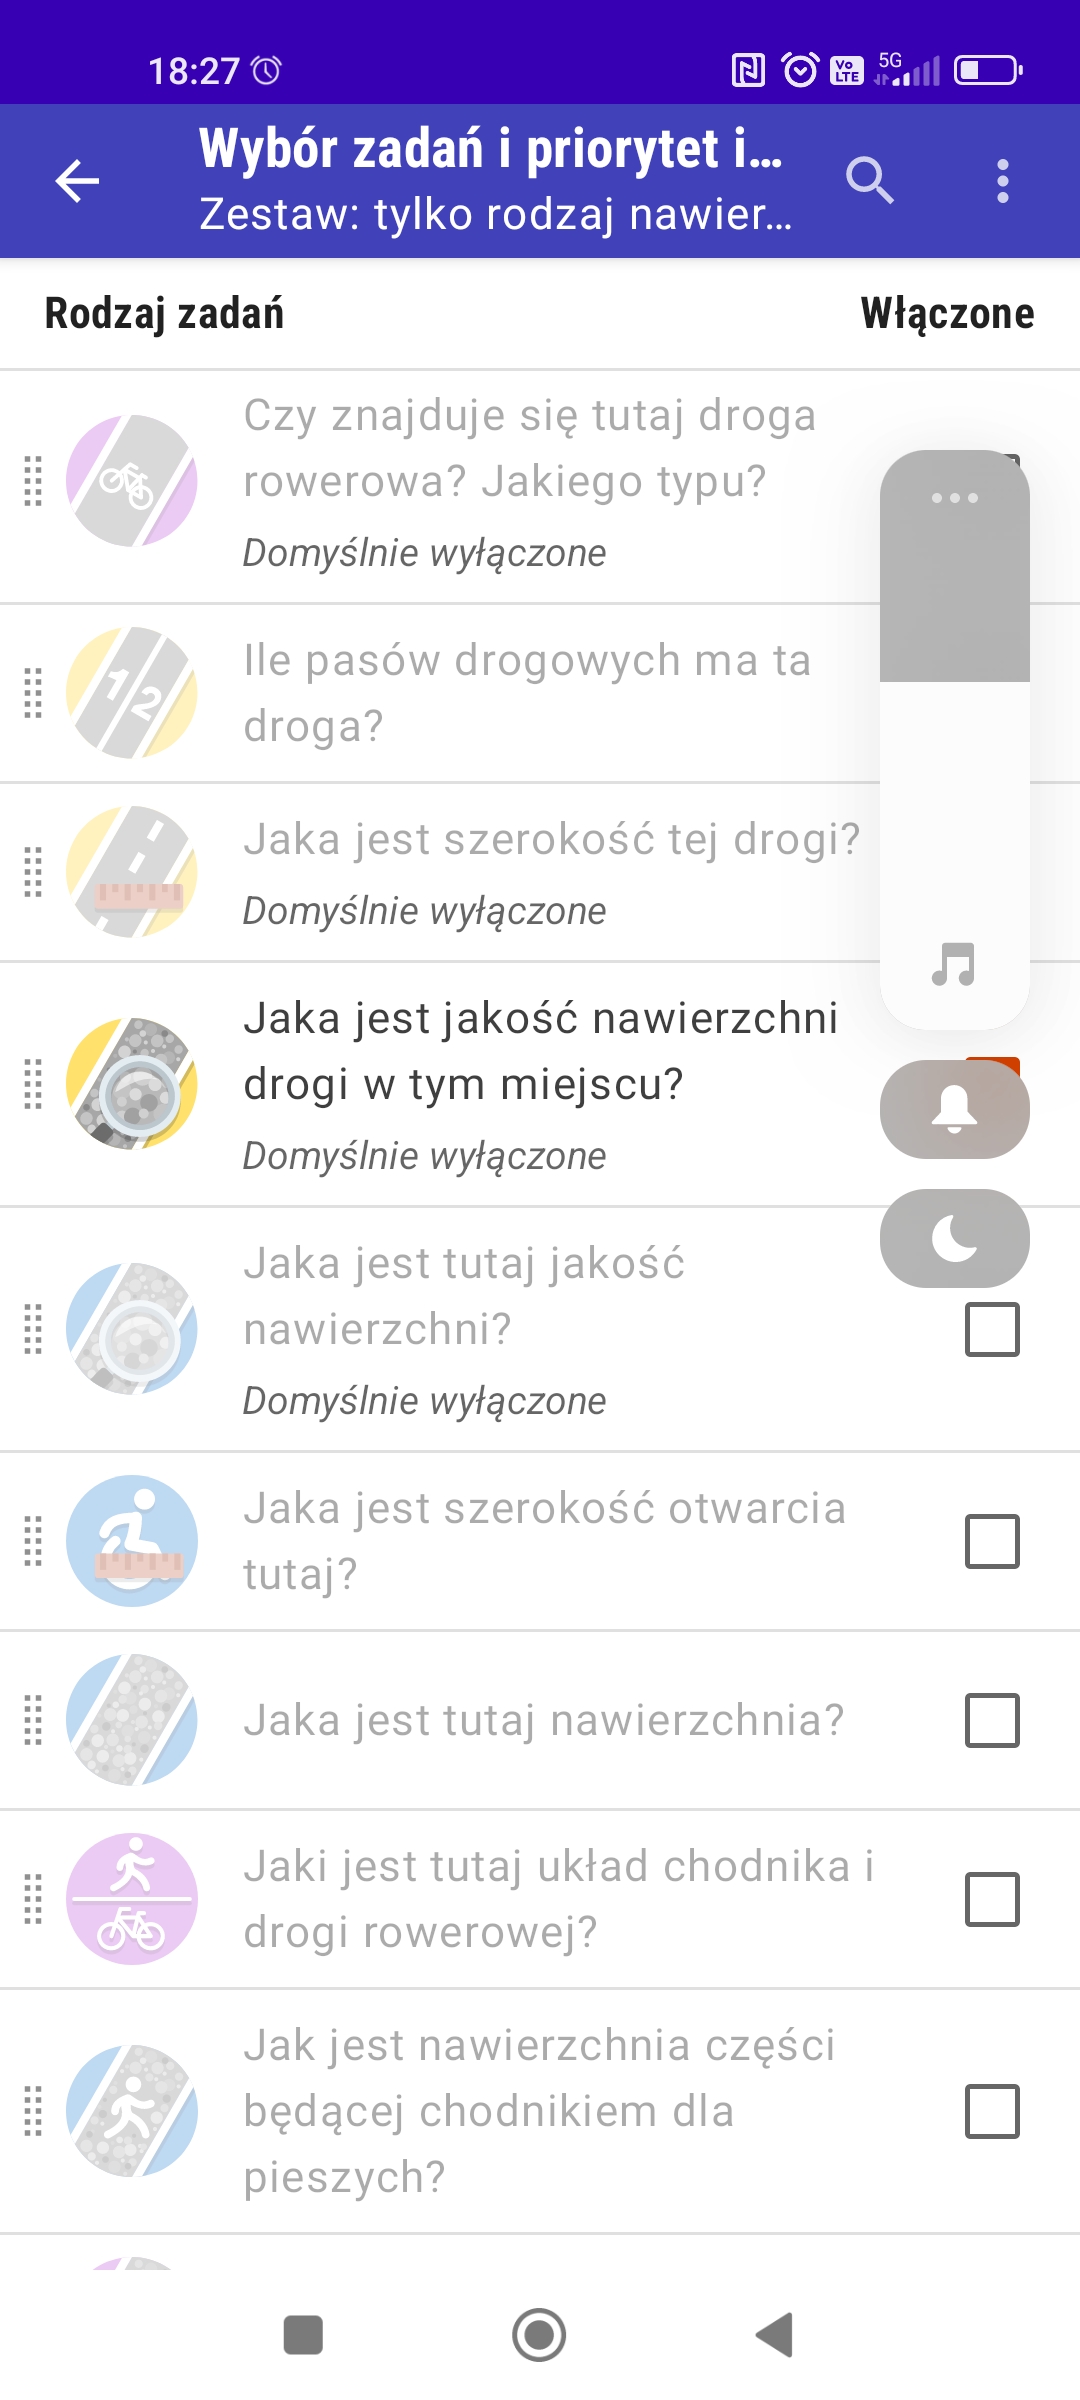 18:27
Vo
LTE
5G
Wybór zadań i priorytet i...
Zestaw: tylko rodzaj nawier...
Rodzaj zadań
Włączone
Czy znajduje się tutaj droga
rowerowa? Jakiego typu?
Domyślnie wyłączone
1 2
Ile pasów drogowych ma ta
droga?
Jaka jest szerokość tej drogi?
Domyślnie wyłączone
Jaka jest jakość nawierzchni
drogi w tym miejscu?
Domyślnie wyłączone
Jaka jest tutaj jakość
nawierzchni?
Domyślnie wyłączone
Jaka jest szerokość otwarcia
tutaj?
Jaka jest tutaj nawierzchnia?
Jaki jest tutaj układ chodnika i
drogi rowerowej?
Jak jest nawierzchnia części
będącej chodnikiem dla
pieszych?